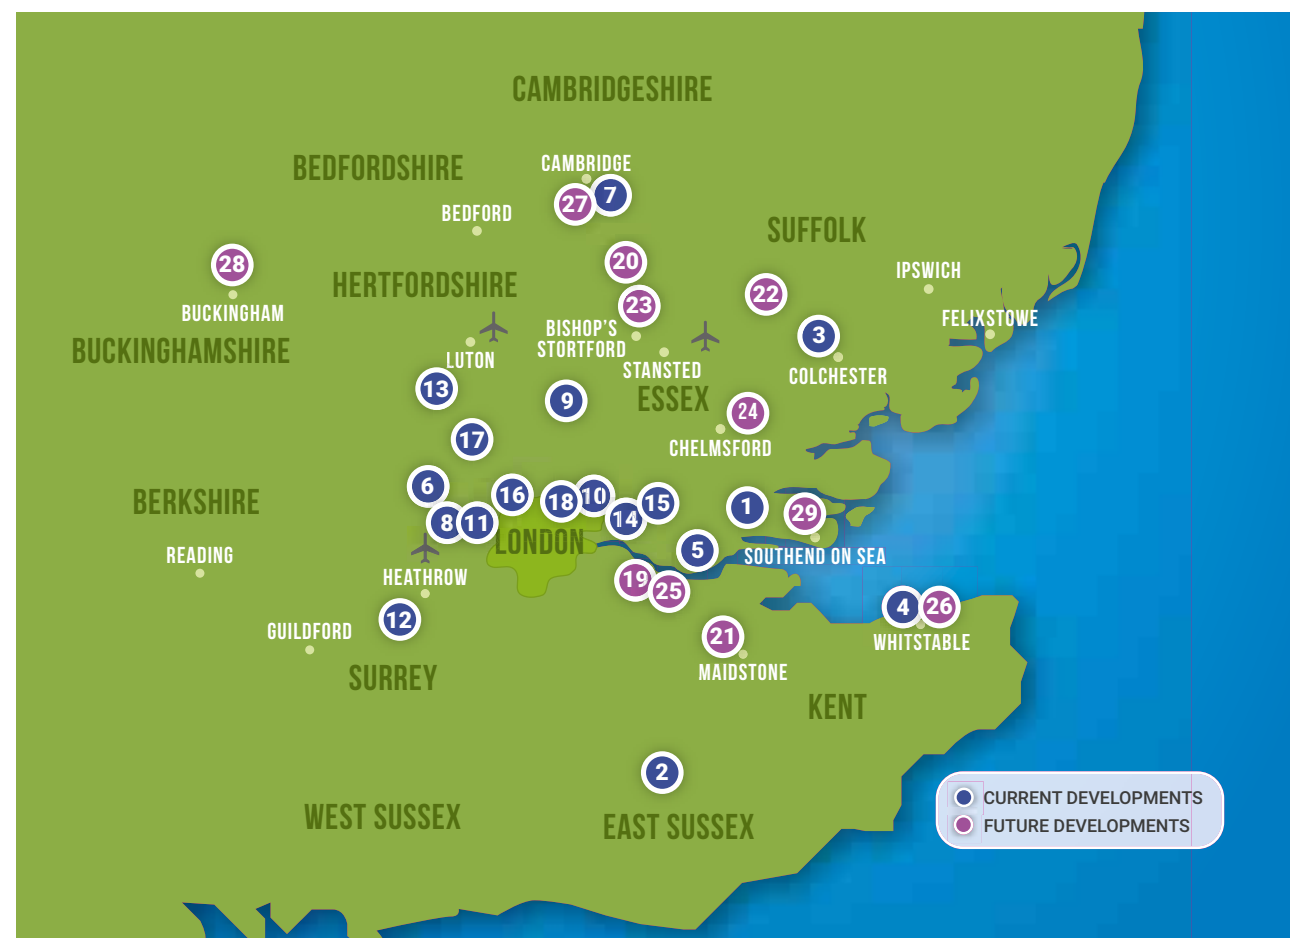 CAMBRIDGESHIRE
BEDFORDSHIRE
CAMBRIDGE
27
7
BEDFORD
SUFFOLK
28
20
IPSWICH
HERTFORDSHIRE
22
23
BUCKINGHAM
FELIXSTOWE
BISHOP'S
STORTFORD
3
BUCKINGHAMSHIRE
LUTON
STANSTED
COLCHESTER
13
9
ESSEX
24
17
CHELMSFORD
6
16
18
10
15
1
BERKSHIRE
8
11
14
29
LONDON
5
READING
SOUTHEND ON SEA
HEATHROW
19
25
4
26
12
GUILDFORD
21
WHITSTABLE
SURREY
MAIDSTONE
KENT
2
CURRENT DEVELOPMENTS
WEST SUSSEX
EAST SUSSEX
FUTURE DEVELOPMENTS